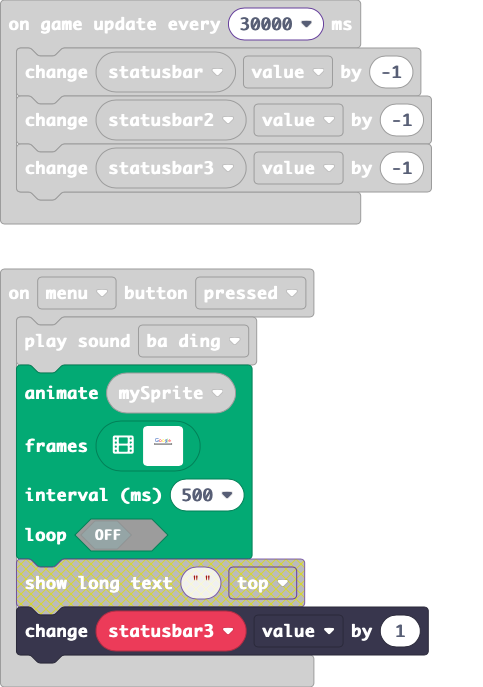 on game update every 30000 ms
change statusbar value by -1
change statusbar2 value by -1
change statusbar3 value by -1
on menu button pressed
play sound ba ding
animate mySprite
frames Google
interval (ms) 500
loop OFF
show long text " " top
change statusbar3 value by 1